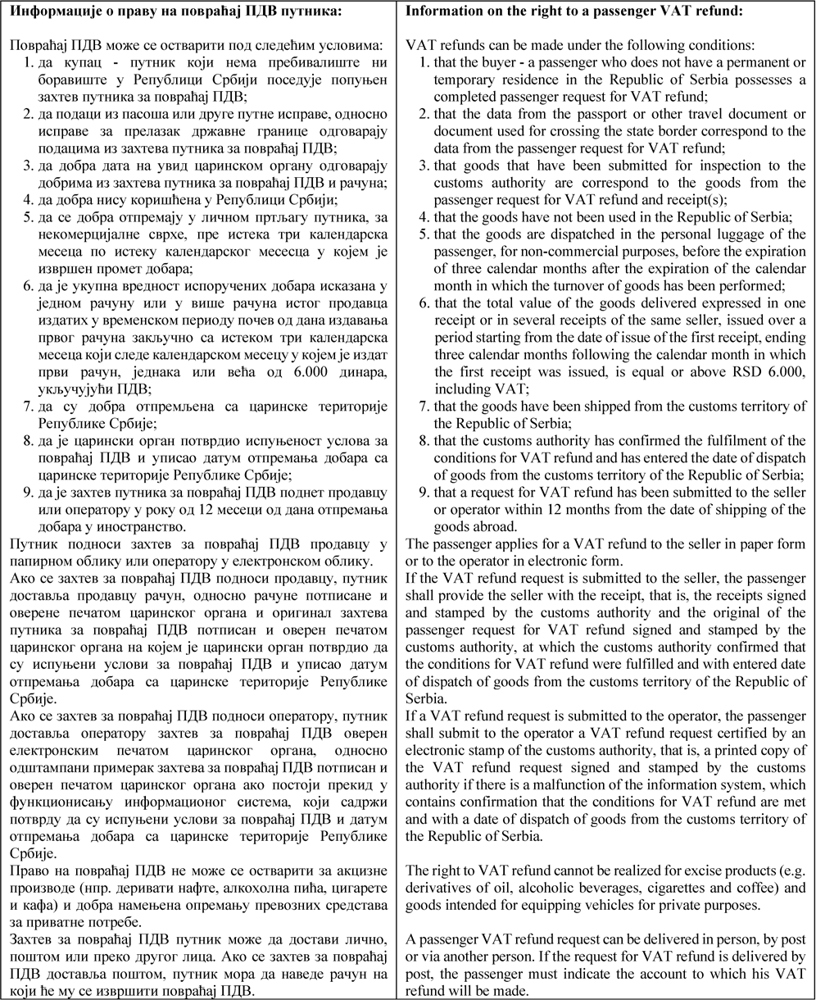 Информације о праву на повраћај ПДВ путника:
Повраћај ПДВ може се остварити под следећим условима:
1. да купац - путник који нема пребивалиште ни
боравиште у Републици Србији поседује попуњен
захтев путника за повраћај ПДВ;
2. да подаци из пасоша или друге путне исправе, односно
исправе за прелазак државне границе одговарају
подацима из захтева путника за повраћај ПДВ;
3. да добра дата на увид царинском органу одговарају
добрима из захтева путника за повраћај ПДВ и рачуна;
4. да добра нису коришћена у Републици Србији;
5. да се добра отпремају у личном пртљагу путника, за
некомерцијалне сврхе, пре истека три календарска
месеца по истеку календарског месесца у којем је
извршен промет добара;
6. да је укупна вредност испоручених добара исказана у
једном рачуну или у више рачуна истог продавца
издатих у временском периоду почев од дана издавања
првог рачуна закључно са истеком три календарска
месеца који следе календарском месецу у којем је издат
први рачун, једнака или већа од 6.000 динара,
укључујући ПДВ;
7. да су добра отпремљена са царинске територије
Републике Србије;
8. да је царински орган потврдио испуњеност услова за
повраћај ПДВ и уписао датум отпремања добара са
царинске територије Републике Србије;
9. да је захтев путника за повраћај ПДВ поднет продавцу
или оператору у року од 12 месеци од дана отпремања
добара у иностранство.
Путник подноси захтев за повраћај ПДВ продавцу у
папирном облику или оператору у електронском облику.
Ако се захтев за повраћај ПДВ подноси продавцу, путник
доставља продавцу рачун, односно рачуне потписане и
оверене печатом царинског органа и оригинал захтева
путника за повраћај ПДВ потписан и оверен печатом
царинског органа на којем је царински орган потврдио да
су испуњени услови за повраћај ПДВ и уписао датум
отпремања добара са царинске територије Републике
Србије.
Ако се захтев за повраћај ПДВ подноси оператору, путник
доставља оператору захтев за повраћај ПДВ оверен
електронским печатом царинског органа, односно
одштампани примерак захтева за повраћај ПДВ потписан и
оверен печатом царинског органа ако постоји прекид у
функционисању информационог система, који садржи
потврду да су испуњени услови за повраћај ПДВ и датум
отпремања добара са царинске територије Републике
Србије.
Право на повраћај ПДВ не може се остварити за акцизне
производе (нпр. деривати нафте, алкохолна пића, цигарете
и кафа) и добра намењена опремању превозних средстава
за приватне потребе.
Захтев за повраћај ПДВ путник може да достави лично,
поштом или преко другог лица. Ако се захтев за повраћај
ПДВ доставља поштом, путник мора да наведе рачун на
који ће му се извршити повраћај ПДВ.
Information on the right to a passenger VAT refund:
VAT refunds can be made under the following conditions:
1. that the buyer - a passenger who does not have a permanent or
temporary residence in the Republic of Serbia possesses a
completed passenger request for VAT refund;
2. that the data from the passport or other travel document or
document used for crossing the state border correspond to the
data from the passenger request for VAT refund;
3. that goods that have been submitted for inspection to the
customs authority are correspond to the goods from the
passenger request for VAT refund and receipt(s);
4. that the goods have not been used in the Republic of Serbia;
5. that the goods are dispatched in the personal luggage of the
passenger, for non-commercial purposes, before the expiration
of three calendar months after the expiration of the calendar
month in which the turnover of goods has been performed;
6. that the total value of the goods delivered expressed in one
receipt or in several receipts of the same seller, issued over a
period starting from the date of issue of the first receipt, ending
three calendar months following the calendar month in which
the first receipt was issued, is equal or above RSD 6.000,
including VAT;
7. that the goods have been shipped from the customs territory of
the Republic of Serbia;
8. that the customs authority has confirmed the fulfilment of the
conditions for VAT refund and has entered the date of dispatch
of goods from the customs territory of the Republic of Serbia;
9. that a request for VAT refund has been submitted to the seller
or operator within 12 months from the date of shipping of the
goods abroad.
The passenger applies for a VAT refund to the seller in paper form
or to the operator in electronic form.
If the VAT refund request is submitted to the seller, the passenger
shall provide the seller with the receipt, that is, the receipts signed
and stamped by the customs authority and the original of the
passenger request for VAT refund signed and stamped by the
customs authority, at which the customs authority confirmed that
the conditions for VAT refund were fulfilled and with entered date
of dispatch of goods from the customs territory of the Republic of
Serbia.
If a VAT refund request is submitted to the operator, the passenger
shall submit to the operator a VAT refund request certified by an
electronic stamp of the customs authority, that is, a printed copy of
the VAT refund request signed and stamped by the customs
authority if there is a malfunction of the information system, which
contains confirmation that the conditions for VAT refund are met
and with a date of dispatch of goods from the customs territory of
the Republic of Serbia.
The right to VAT refund cannot be realized for excise products (e.g.
derivatives of oil, alcoholic beverages, cigarettes and coffee) and
goods intended for equipping vehicles for private purposes.
A passenger VAT refund request can be delivered in person, by post
or via another person. If the request for VAT refund is delivered by
post, the passenger must indicate the account to which his VAT
refund will be made.